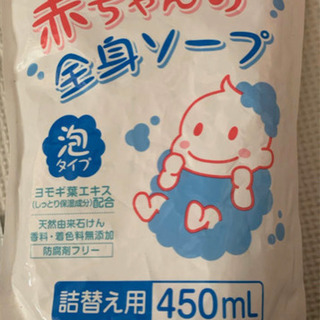 赤ちゃんの
全身ソープ
泡
タイプ
ヨモギ葉エキス
(しっとり保湿成分)配合
天然由来石けん
香料・着色料無添加
防腐剤フリー
詰替え用 450mL